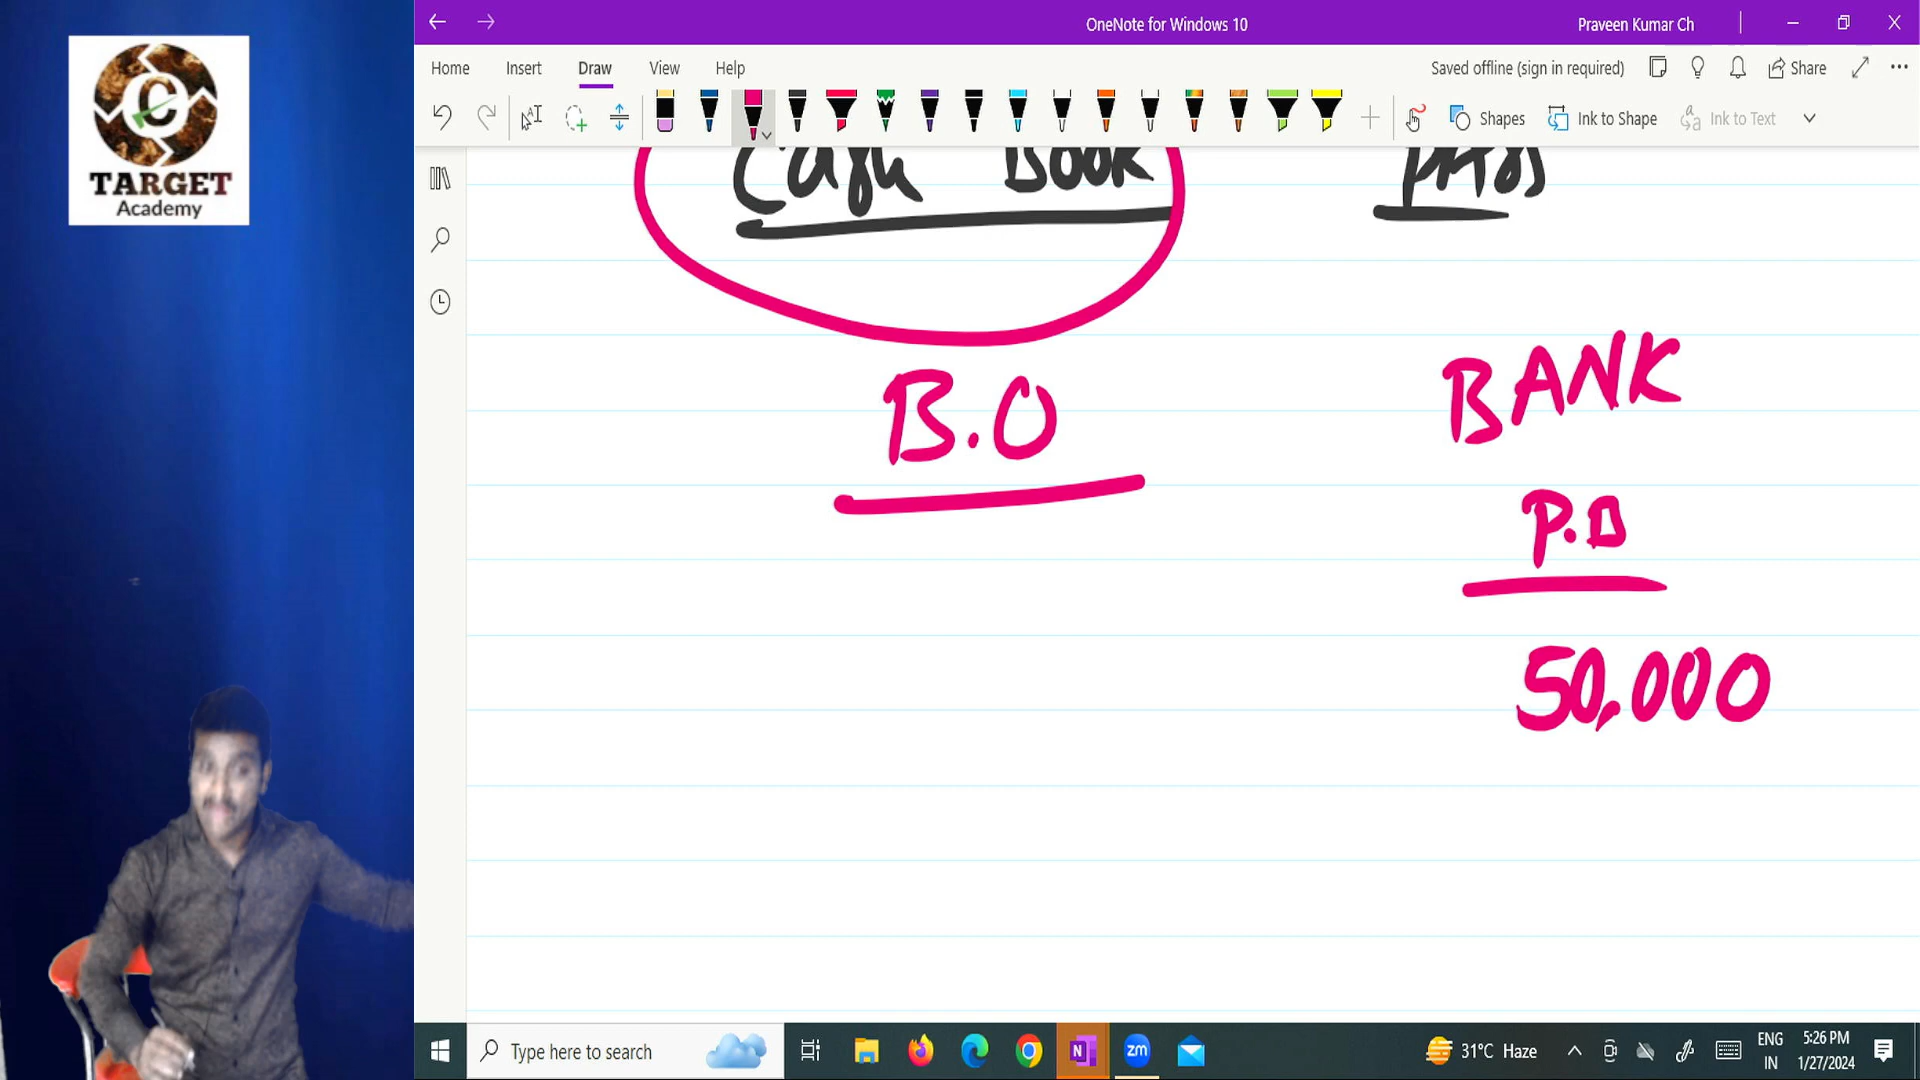 TARGET
Academy
OneNote for Windows 10
Praveen Kumar Ch
Home Insert Draw View Help
Saved offline (sign in required)
Share
Shapes
Ink to Shape
Ink to Text
Cash Book
PASS
B.O
BANK
P.B
50,000
Type here to search
zm
31°C Haze
ENG
IN
5:26 PM
1/27/2024